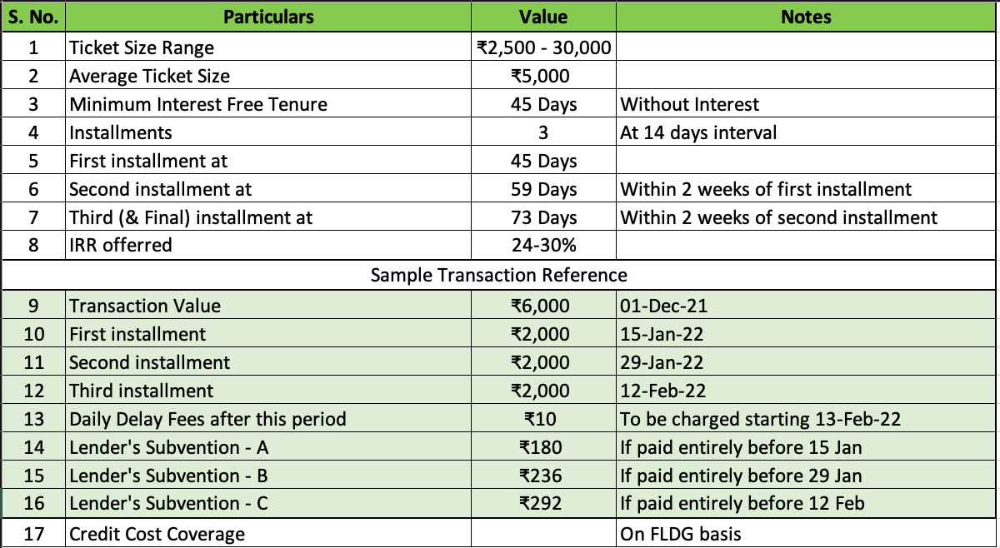 S. No. Particulars Value Notes
1 Ticket Size Range ₹2,500 - 30,000
2 Average Ticket Size ₹5,000
3 Minimum Interest Free Tenure 45 Days Without Interest
4 Installments 3 At 14 days interval
5 First installment at 45 Days
6 Second installment at 59 Days Within 2 weeks of first installment
7 Third (& Final) installment at 73 Days Within 2 weeks of second installment
8 IRR offerred 24-30%
Sample Transaction Reference
9 Transaction Value ₹6,000 01-Dec-21
10 First installment ₹2,000 15-Jan-22
11 Second installment ₹2,000 29-Jan-22
12 Third installment ₹2,000 12-Feb-22
13 Daily Delay Fees after this period ₹10 To be charged starting 13-Feb-22
14 Lender's Subvention - A ₹180 If paid entirely before 15 Jan
15 Lender's Subvention - B ₹236 If paid entirely before 29 Jan
16 Lender's Subvention - C ₹292 If paid entirely before 12 Feb
17 Credit Cost Coverage On FLDG basis